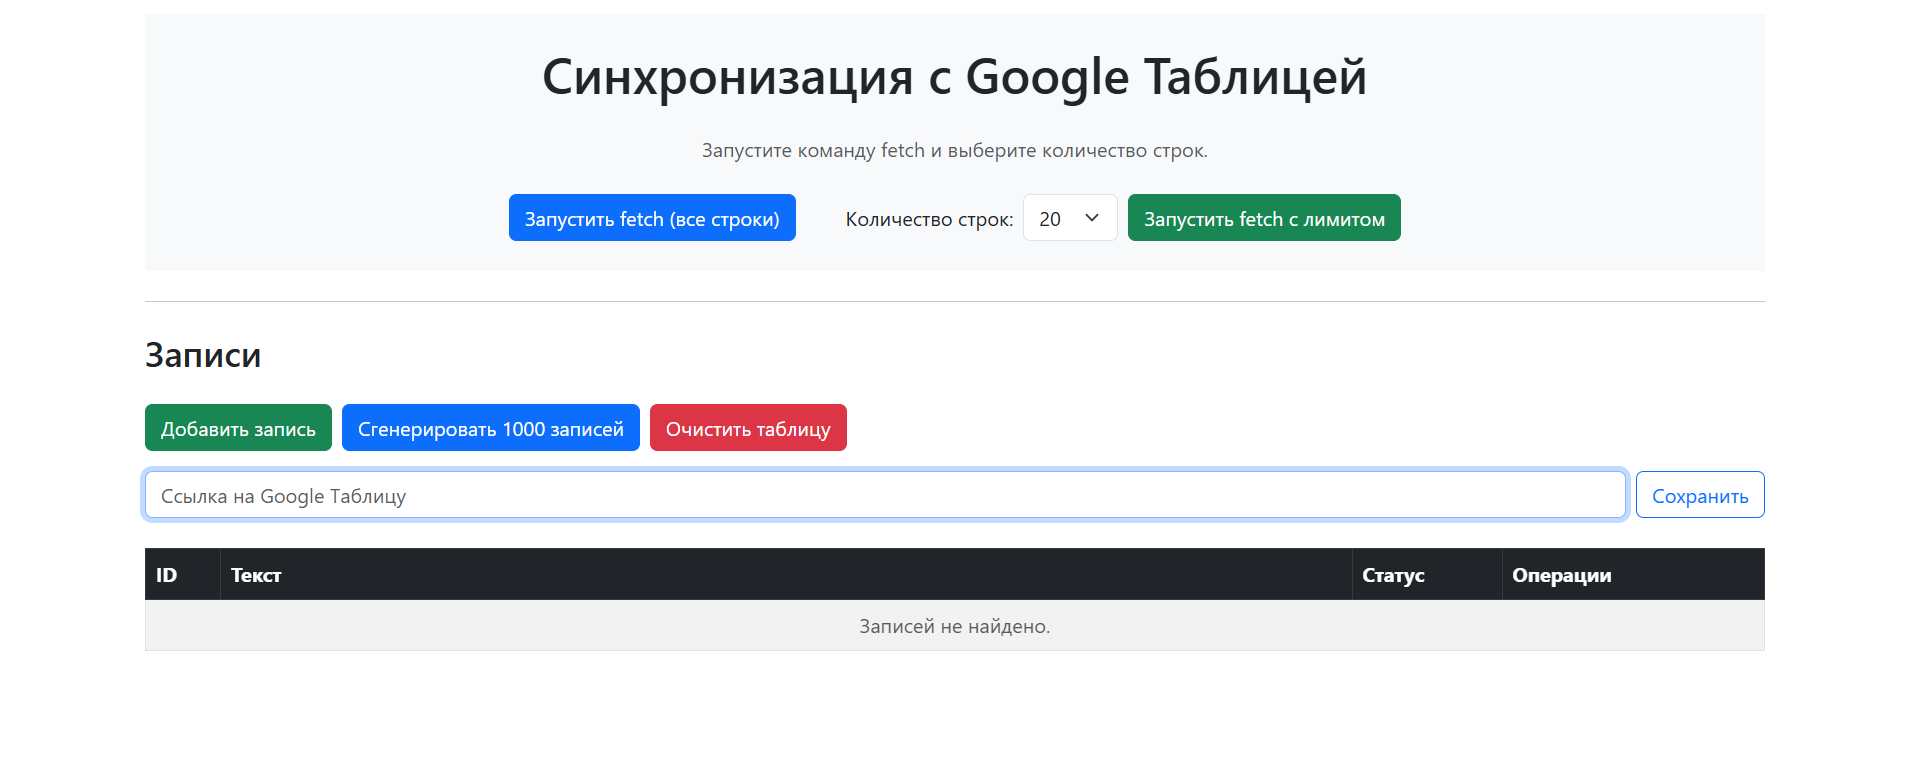 Синхронизация с Google Таблицей
Запустите команду fetch и выберите количество строк.
Запустить fetch (все строки) Количество строк: 20 Запустить fetch с лимитом
Записи
Добавить запись Сгенерировать 1000 записей Очистить таблицу
Ссылка на Google Таблицу Сохранить
ID Текст Статус Операции
Записей не найдено.